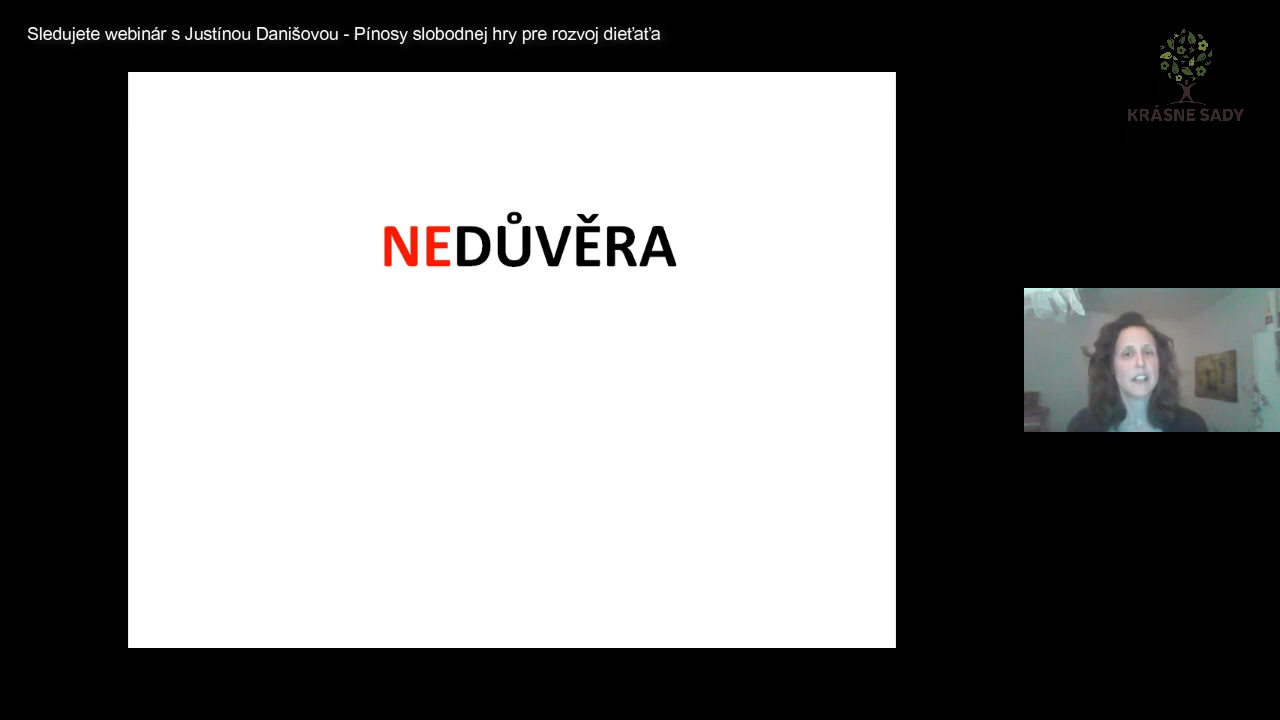 Sledujete webinár s Justínou Danišovou - Pínosy slobodnej hry pre rozvoj dieťaťa
KRÁSNE SADY
NEDŮVĚRA